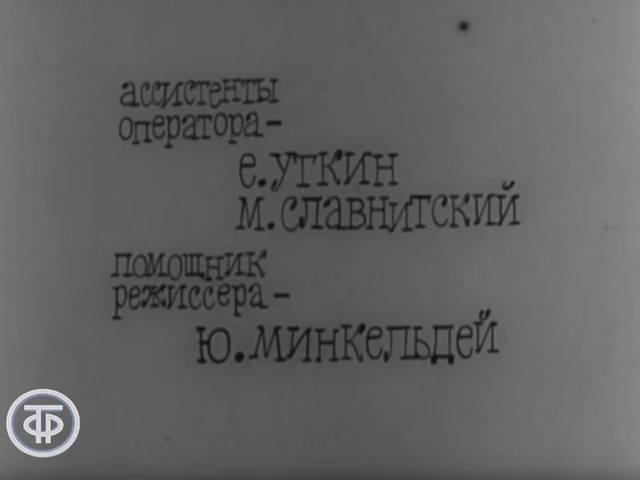 ассистенты
оператора –
е. Уткин
м. Славнитский
помощник
режиссера –
Ю. Минкельдей